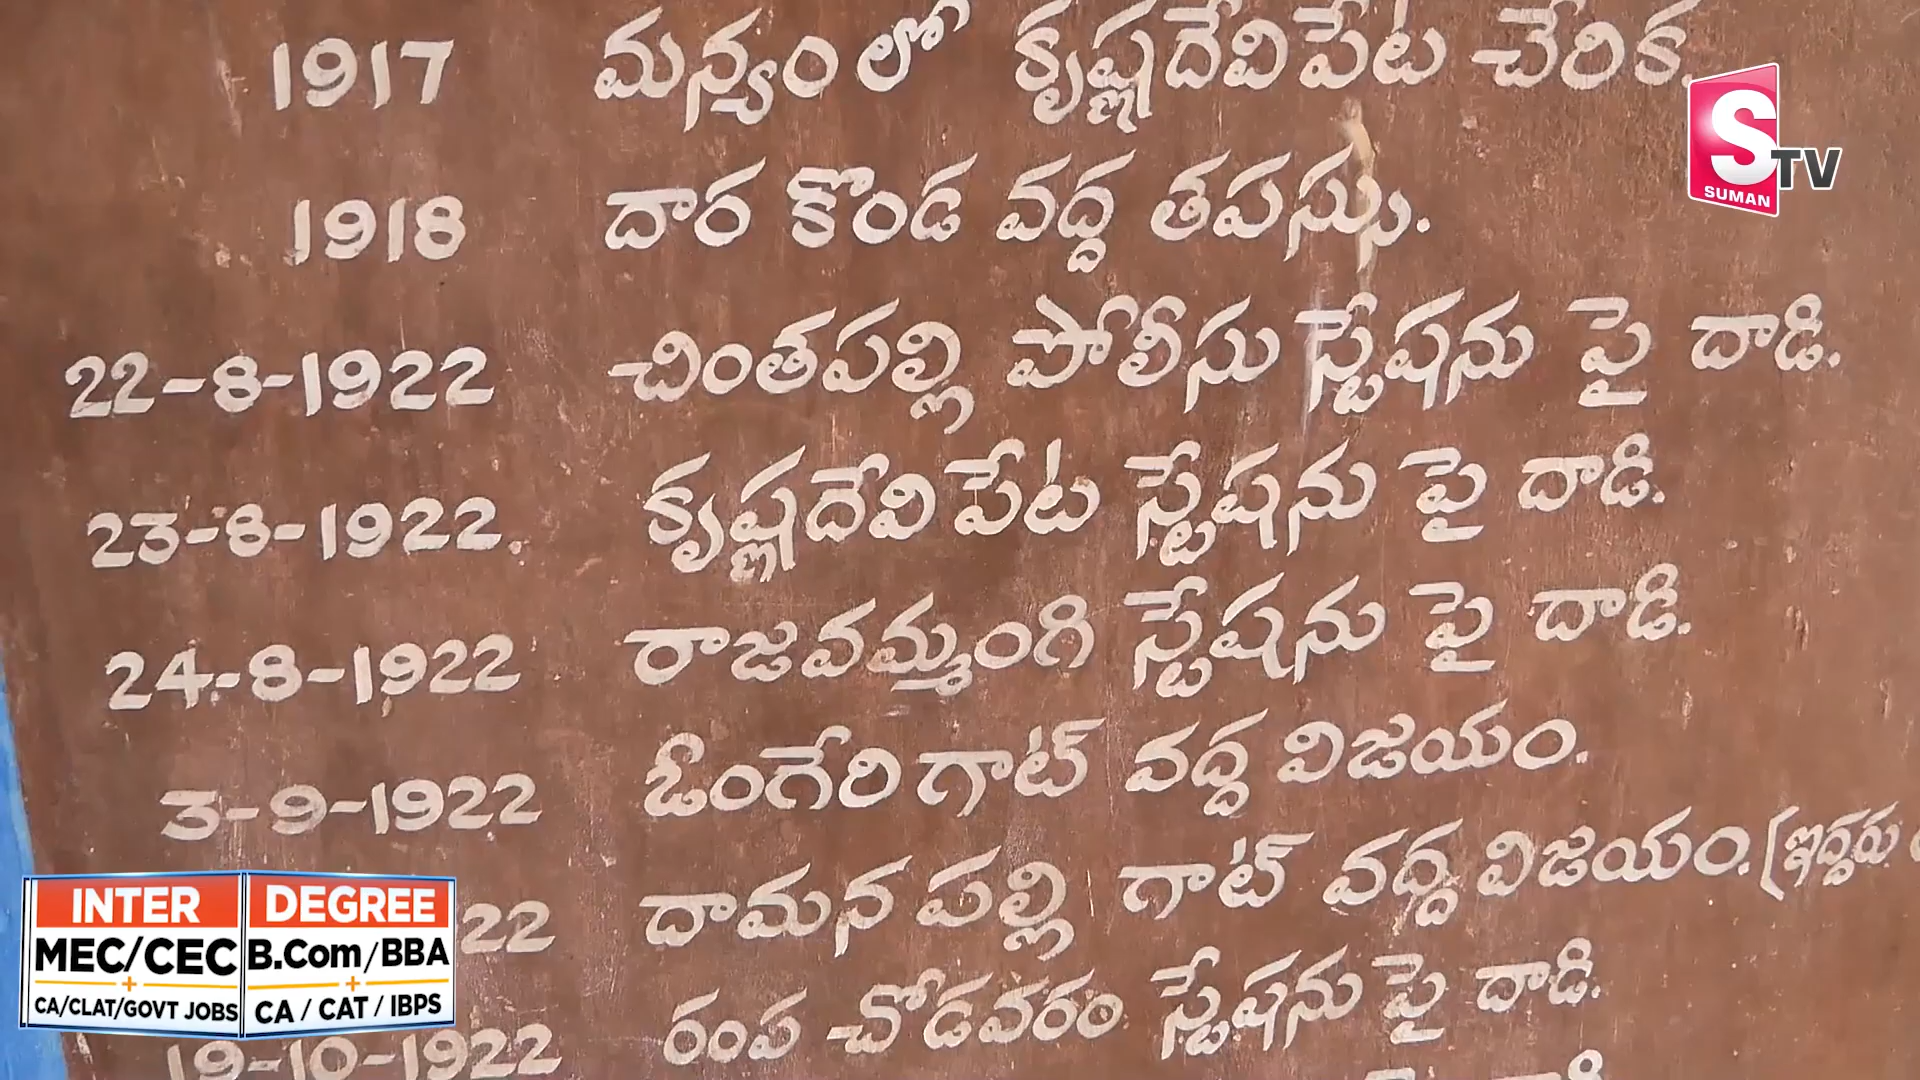 1917 మన్యంలో కృష్ణదేవిపేట చేరిక.
1918 దార కొండ వద్ద తపస్సు.
22-8-1922 చింతపల్లి పోలీసు స్టేషను పై దాడి.
23-8-1922. కృష్ణదేవిపేట స్టేషను పై దాడి.
24-8-1922 రాజవమ్మంగి స్టేషను పై దాడి.
3-9-1922 ఓంగేరి గాట్ వద్ద విజయం.
22 దామనపల్లి గాట్ వద్ద విజయం. (ఇద్దరు
రంప చోడవరం స్టేషను పై దాడి.
19-10-1922
S TV
SUMAN
INTER
MEC/CEC
+
CA/CLAT/GOVT JOBS
DEGREE
B.Com/BBA
+
CA / CAT / IBPS